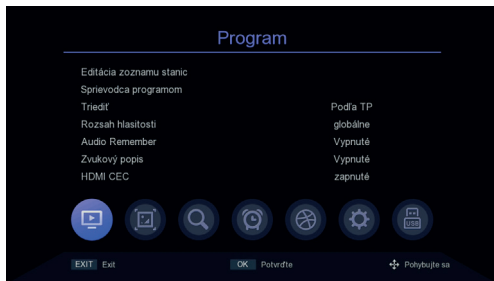 Program
Editácia zoznamu stanic
Sprievodca programom
Triediť Podľa TP
Rozsah hlasitosti globálne
Audio Remember Vypnuté
Zvukový popis Vypnuté
HDMI CEC zapnuté
USB
EXIT Exit OK Potvrďte Pohybujte sa